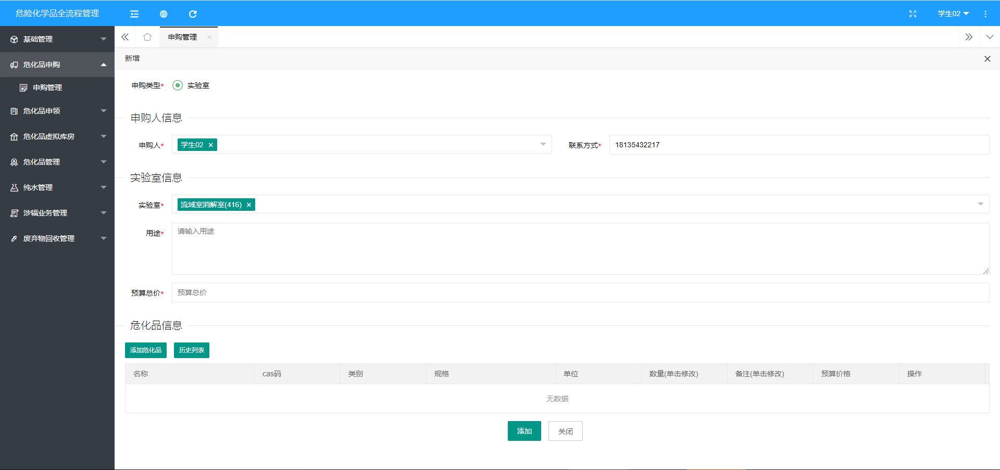 危险化学品全流程管理
学生02
基础管理
危化品申购
申购管理
危化品申领
危化品虚拟库房
危化品管理
纯水管理
涉辐业务管理
废弃物回收管理
申购管理
新增
申购类型* 实验室
申购人信息
申购人* 学生02 × 联系方式* 18135432217
实验室信息
实验室* 流域室消解室(416) ×
用途* 请输入用途
预算总价* 预算总价
危化品信息
添加危化品 历史列表
名称 cas码 类别 规格 单位 数量(单击修改) 备注(单击修改) 预算价格 操作
无数据
添加 关闭